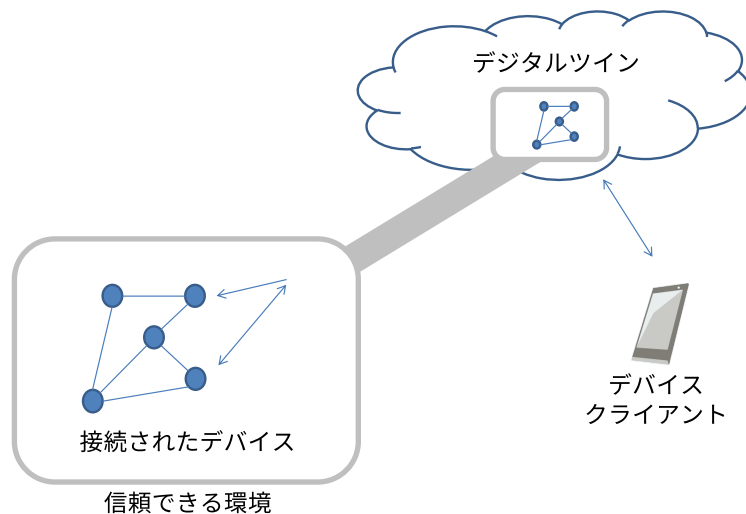 デジタルツイン
デバイス
クライアント
接続されたデバイス
信頼できる環境